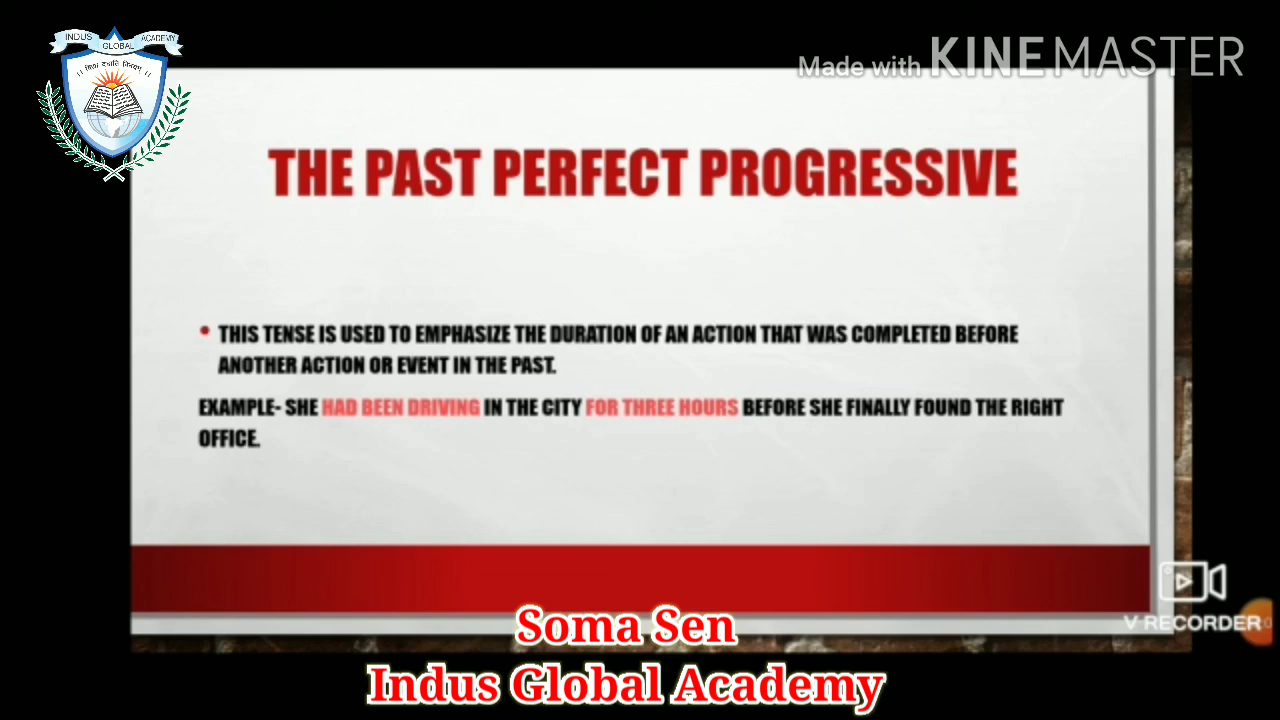 INDUS GLOBAL ACADEMY
Made with KINEMASTER
THE PAST PERFECT PROGRESSIVE
• THIS TENSE IS USED TO EMPHASIZE THE DURATION OF AN ACTION THAT WAS COMPLETED BEFORE
ANOTHER ACTION OR EVENT IN THE PAST.
EXAMPLE- SHE HAD BEEN DRIVING IN THE CITY FOR THREE HOURS BEFORE SHE FINALLY FOUND THE RIGHT
OFFICE.
V RECORDER
Soma Sen
Indus Global Academy